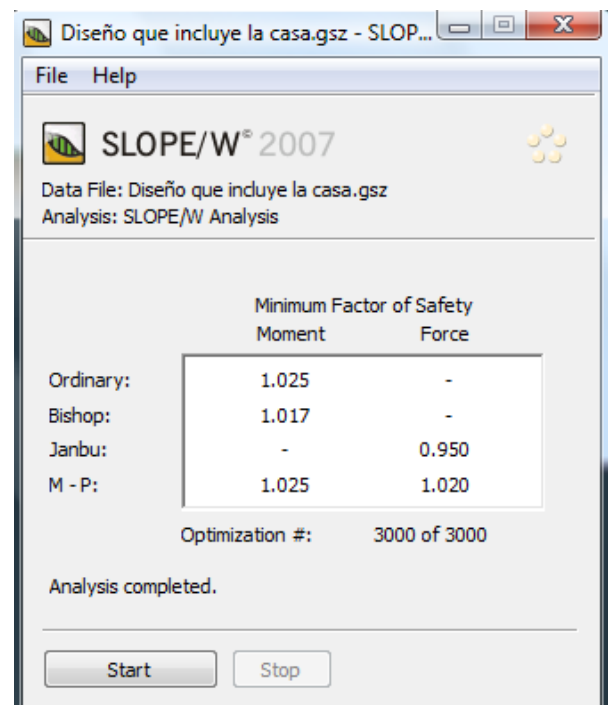 Diseño que incluye la casa.gsz - SLOP...
File Help
SLOPE/W© 2007
Data File: Diseño que incluye la casa.gsz
Analysis: SLOPE/W Analysis
Minimum Factor of Safety
Moment Force
Ordinary: 1.025 -
Bishop: 1.017 -
Janbu: - 0.950
M - P: 1.025 1.020
Optimization #: 3000 of 3000
Analysis completed.
Start Stop